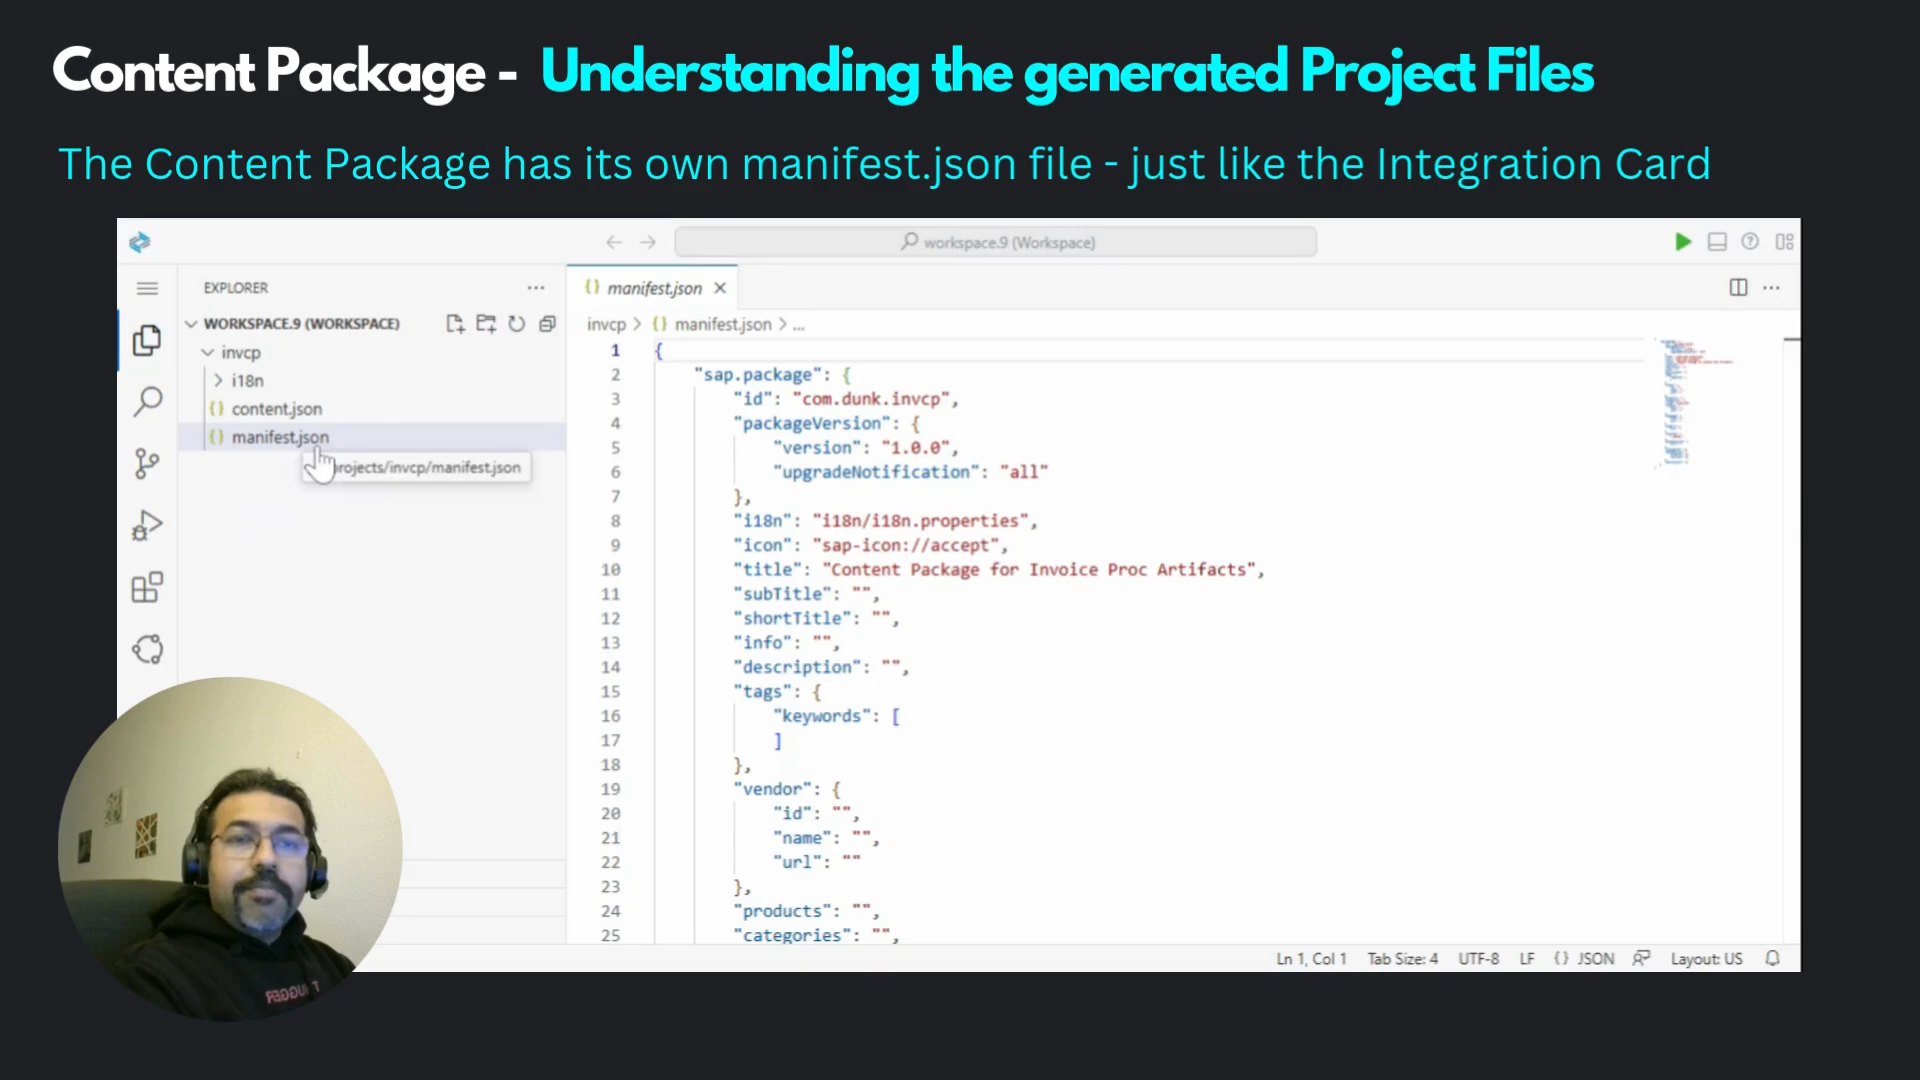 Content Package - Understanding the generated Project Files
The Content Package has its own manifest.json file - just like the Integration Card
workspace.9 (Workspace)
EXPLORER
WORKSPACE.9 (WORKSPACE)
invcp
i18n
{} content.json
{} manifest.json
projects/invcp/manifest.json
{} manifest.json
invcp > {} manifest.json > ...
1 {
2 "sap.package": {
3 "id": "com.dunk.invcp",
4 "packageVersion": {
5 "version": "1.0.0",
6 "upgradeNotification": "all"
7 },
8 "i18n": "i18n/i18n.properties",
9 "icon": "sap-icon://accept",
10 "title": "Content Package for Invoice Proc Artifacts",
11 "subTitle": "",
12 "shortTitle": "",
13 "info": "",
14 "description": "",
15 "tags": {
16 "keywords": [
17 ]
18 },
19 "vendor": {
20 "id": "",
21 "name": "",
22 "url": ""
23 },
24 "products": "",
25 "categories": "",
Ln 1, Col 1 Tab Size: 4 UTF-8 LF {} JSON Layout: US